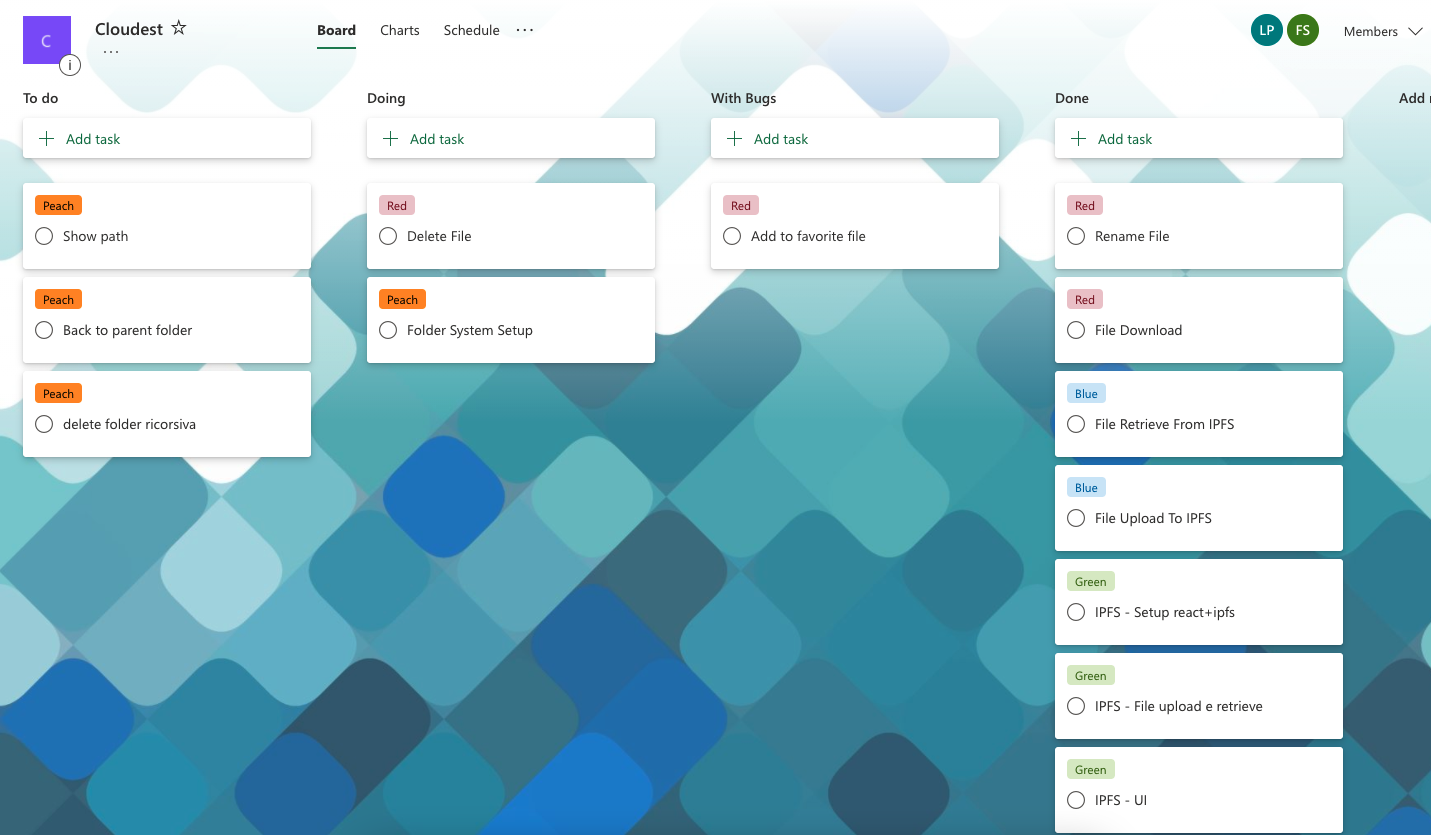 C
i
Cloudest
Board
Charts
Schedule
LP
FS
Members
To do
Add task
Peach
Show path
Peach
Back to parent folder
Peach
delete folder ricorsiva
Doing
Add task
Red
Delete File
Peach
Folder System Setup
With Bugs
Add task
Red
Add to favorite file
Done
Add task
Red
Rename File
Red
File Download
Blue
File Retrieve From IPFS
Blue
File Upload To IPFS
Green
IPFS - Setup react+ipfs
Green
IPFS - File upload e retrieve
Green
IPFS - UI
Add